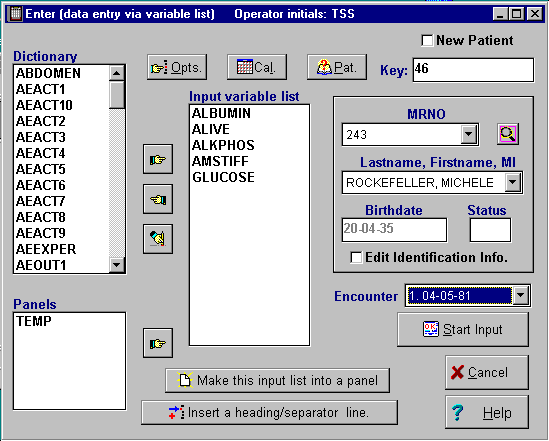 Enter (data entry via variable list) Operator initials: TSS
New Patient
Dictionary
Opts.
Cal.
Pat.
Key: 46
ABDOMEN
AEACT1
AEACT10
AEACT2
AEACT3
AEACT4
AEACT5
AEACT6
AEACT7
AEACT8
AEACT9
AEEXPER
AEOUT1
Input variable list
ALBUMIN
ALIVE
ALKPHOS
AMSTIFF
GLUCOSE
MRNO
243
Lastname, Firstname, MI
ROCKEFELLER, MICHELE
Birthdate Status
20-04-35
Edit Identification Info.
Panels
TEMP
Encounter 1. 04-05-81
OK
Start Input
Make this input list into a panel
Cancel
Insert a heading/separator line.
? Help